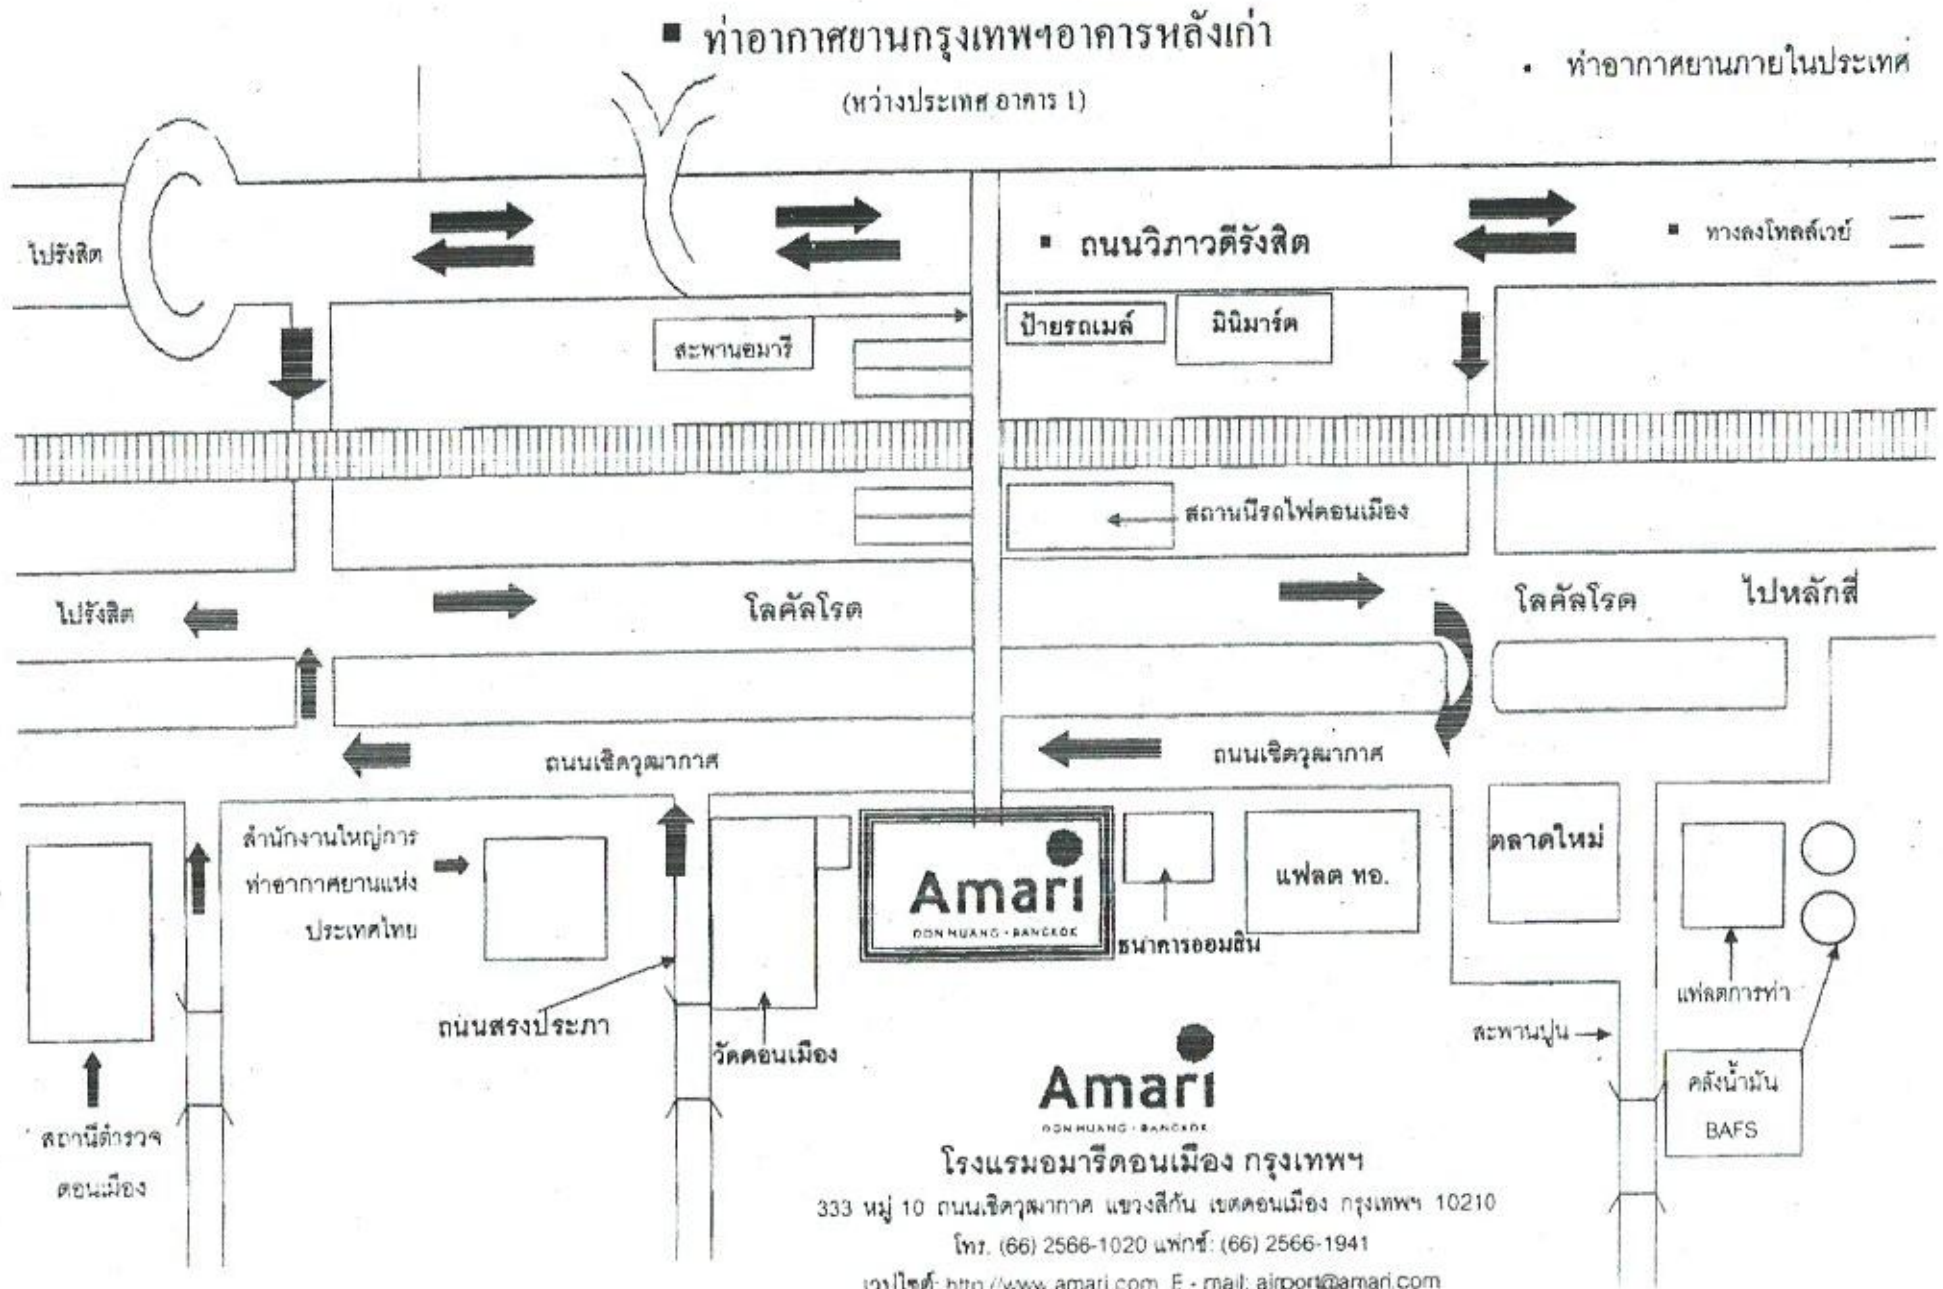 ท่าอากาศยานกรุงเทพฯอาคารหลังเก่า
(หว่างประเทศ อาคาร 1)
ท่าอากาศยานภายในประเทศ
ไปรังสิต
ถนนวิภาวดีรังสิต
ทางลงโทลล์เวย์
สะพานอมารี
ป้ายรถเมล์
มินิมาร์ต
สถานนีรถไฟดอนเมือง
ไปรังสิต
โลคัลโรด
โลคัลโรด
ไปหลักสี่
ถนนเชิดวุฒากาศ
ถนนเชิดวุฒากาศ
สำนักงานใหญ่การ
ท่าอากาศยานแห่ง
ประเทศไทย
Amari
DON MUANG · BANGKOK
ธนาคารออมสิน
แฟลต ทอ.
ตลาดใหม่
แฟลตการท่า
ถนนสรงประภา
วัดดอนเมือง
สะพานปูน
คลังน้ำมัน
BAFS
สถานีตำรวจ
ดอนเมือง
Amari
DON MUANG · BANGKOK
โรงแรมอมารีดอนเมือง กรุงเทพฯ
333 หมู่ 10 ถนนเชิดวุฒากาศ แขวงสีกัน เขตดอนเมือง กรุงเทพฯ 10210
โทร. (66) 2566-1020 แฟกซ์: (66) 2566-1941
เวปไซต์: http://www.amari.com E - mail: airport@amari.com